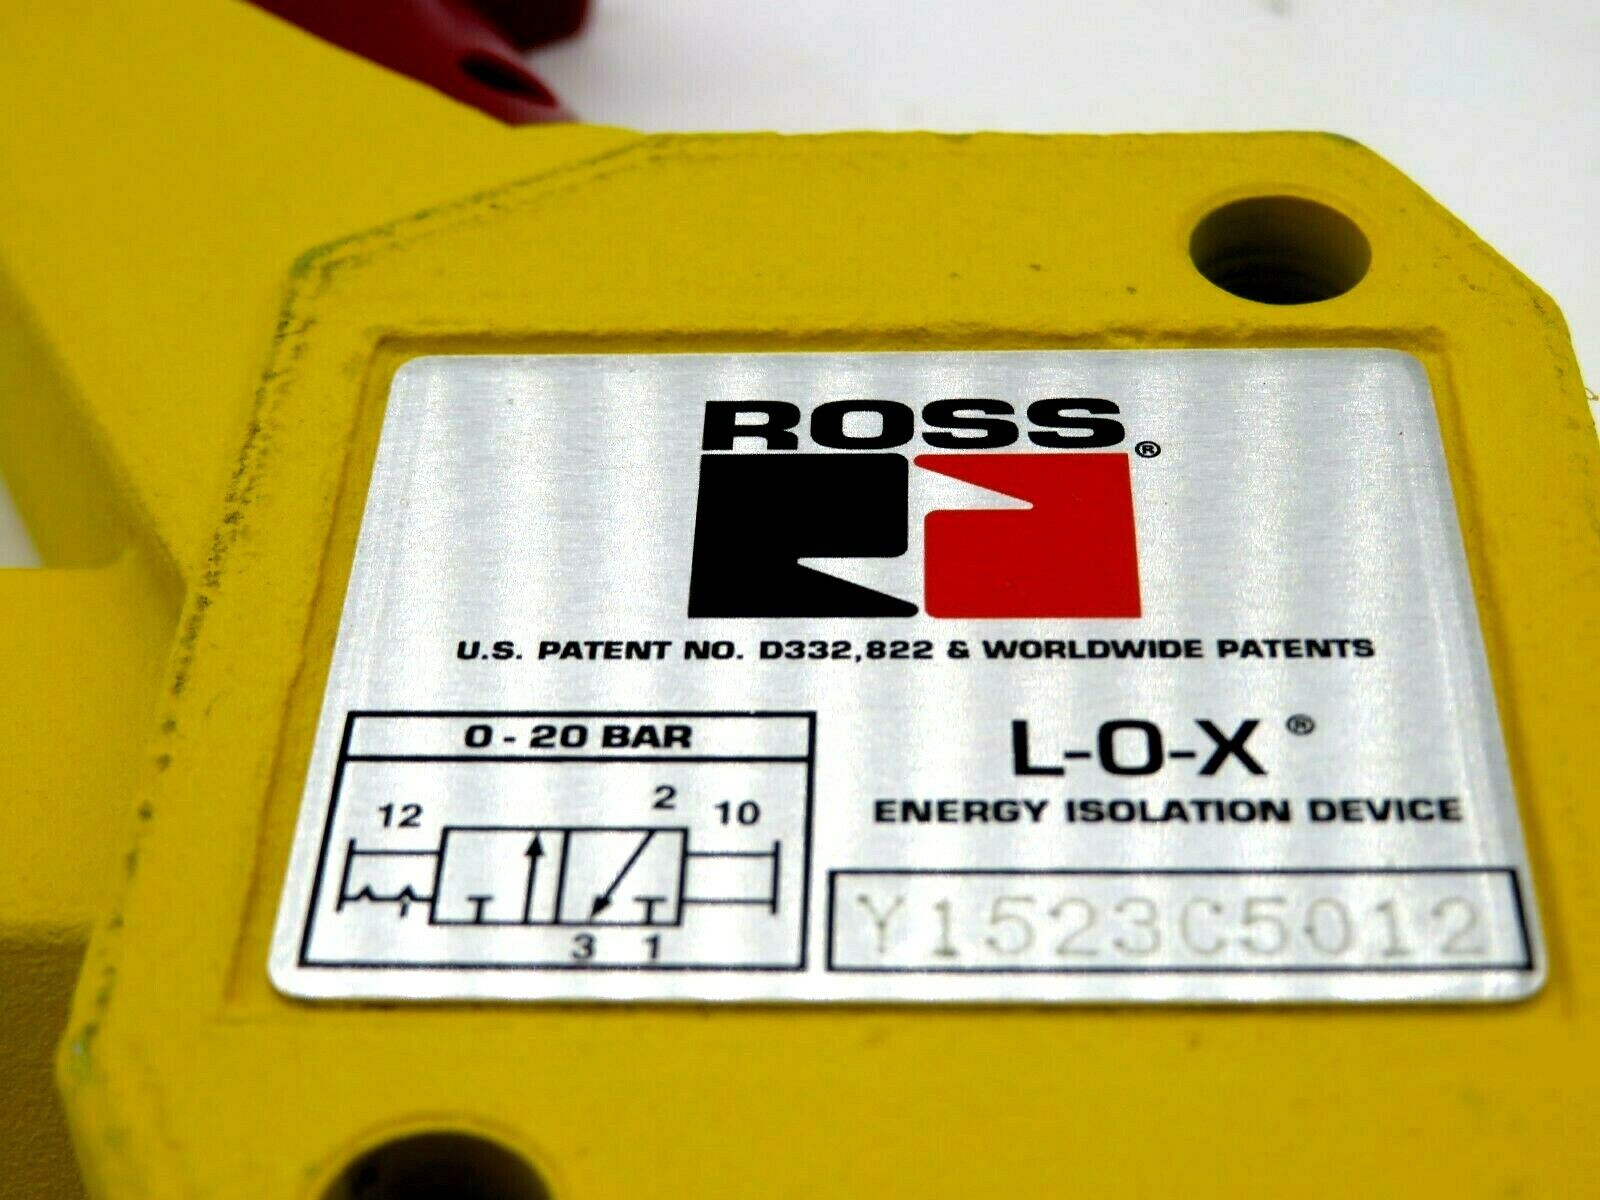 ROSS®
U.S. PATENT NO. D332,822 & WORLDWIDE PATENTS
0 - 20 BAR
12 2 10
3 1
L-O-X®
ENERGY ISOLATION DEVICE
Y1523C5012